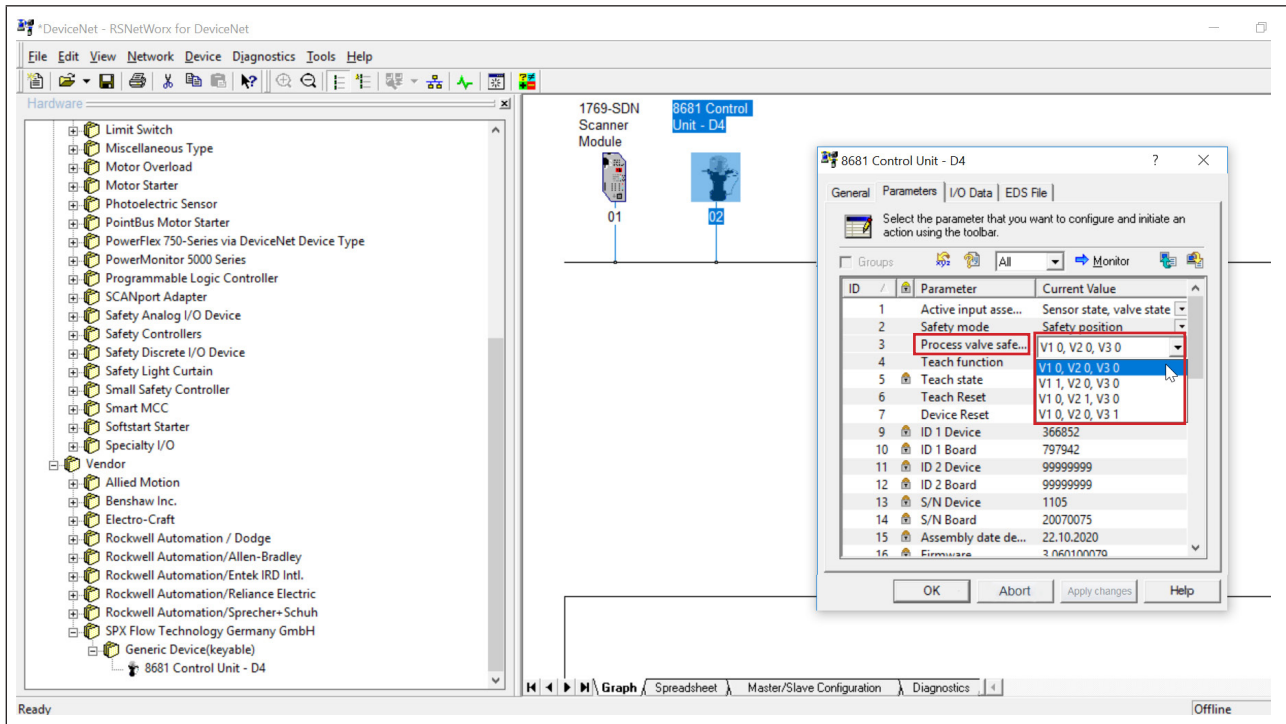 *DeviceNet - RSNetWorx for DeviceNet
File Edit View Network Device Diagnostics Tools Help
Hardware
Limit Switch
Miscellaneous Type
Motor Overload
Motor Starter
Photoelectric Sensor
PointBus Motor Starter
PowerFlex 750-Series via DeviceNet Device Type
PowerMonitor 5000 Series
Programmable Logic Controller
SCANport Adapter
Safety Analog I/O Device
Safety Controllers
Safety Discrete I/O Device
Safety Light Curtain
Small Safety Controller
Smart MCC
Softstart Starter
Specialty I/O
Vendor
Allied Motion
Benshaw Inc.
Electro-Craft
Rockwell Automation / Dodge
Rockwell Automation/Allen-Bradley
Rockwell Automation/Entek IRD Intl.
Rockwell Automation/Reliance Electric
Rockwell Automation/Sprecher+Schuh
SPX Flow Technology Germany GmbH
Generic Device(keyable)
8681 Control Unit - D4
1769-SDN
Scanner
Module
01
8681 Control
Unit - D4
02
8681 Control Unit - D4 ?
General Parameters I/O Data EDS File
Select the parameter that you want to configure and initiate an
action using the toolbar.
Groups xyz All Monitor
ID Parameter Current Value
1 Active input asse... Sensor state, valve state
2 Safety mode Safety position
3 Process valve safe... V1 0, V2 0, V3 0
4 Teach function V1 0, V2 0, V3 0
5 Teach state V1 1, V2 0, V3 0
6 Teach Reset V1 0, V2 1, V3 0
7 Device Reset V1 0, V2 0, V3 1
9 ID 1 Device 366852
10 ID 1 Board 797942
11 ID 2 Device 99999999
12 ID 2 Board 99999999
13 S/N Device 1105
14 S/N Board 20070075
15 Assembly date de... 22.10.2020
16 Firmware 3.060100079
OK Abort Apply changes Help
Graph Spreadsheet Master/Slave Configuration Diagnostics
Ready Offline